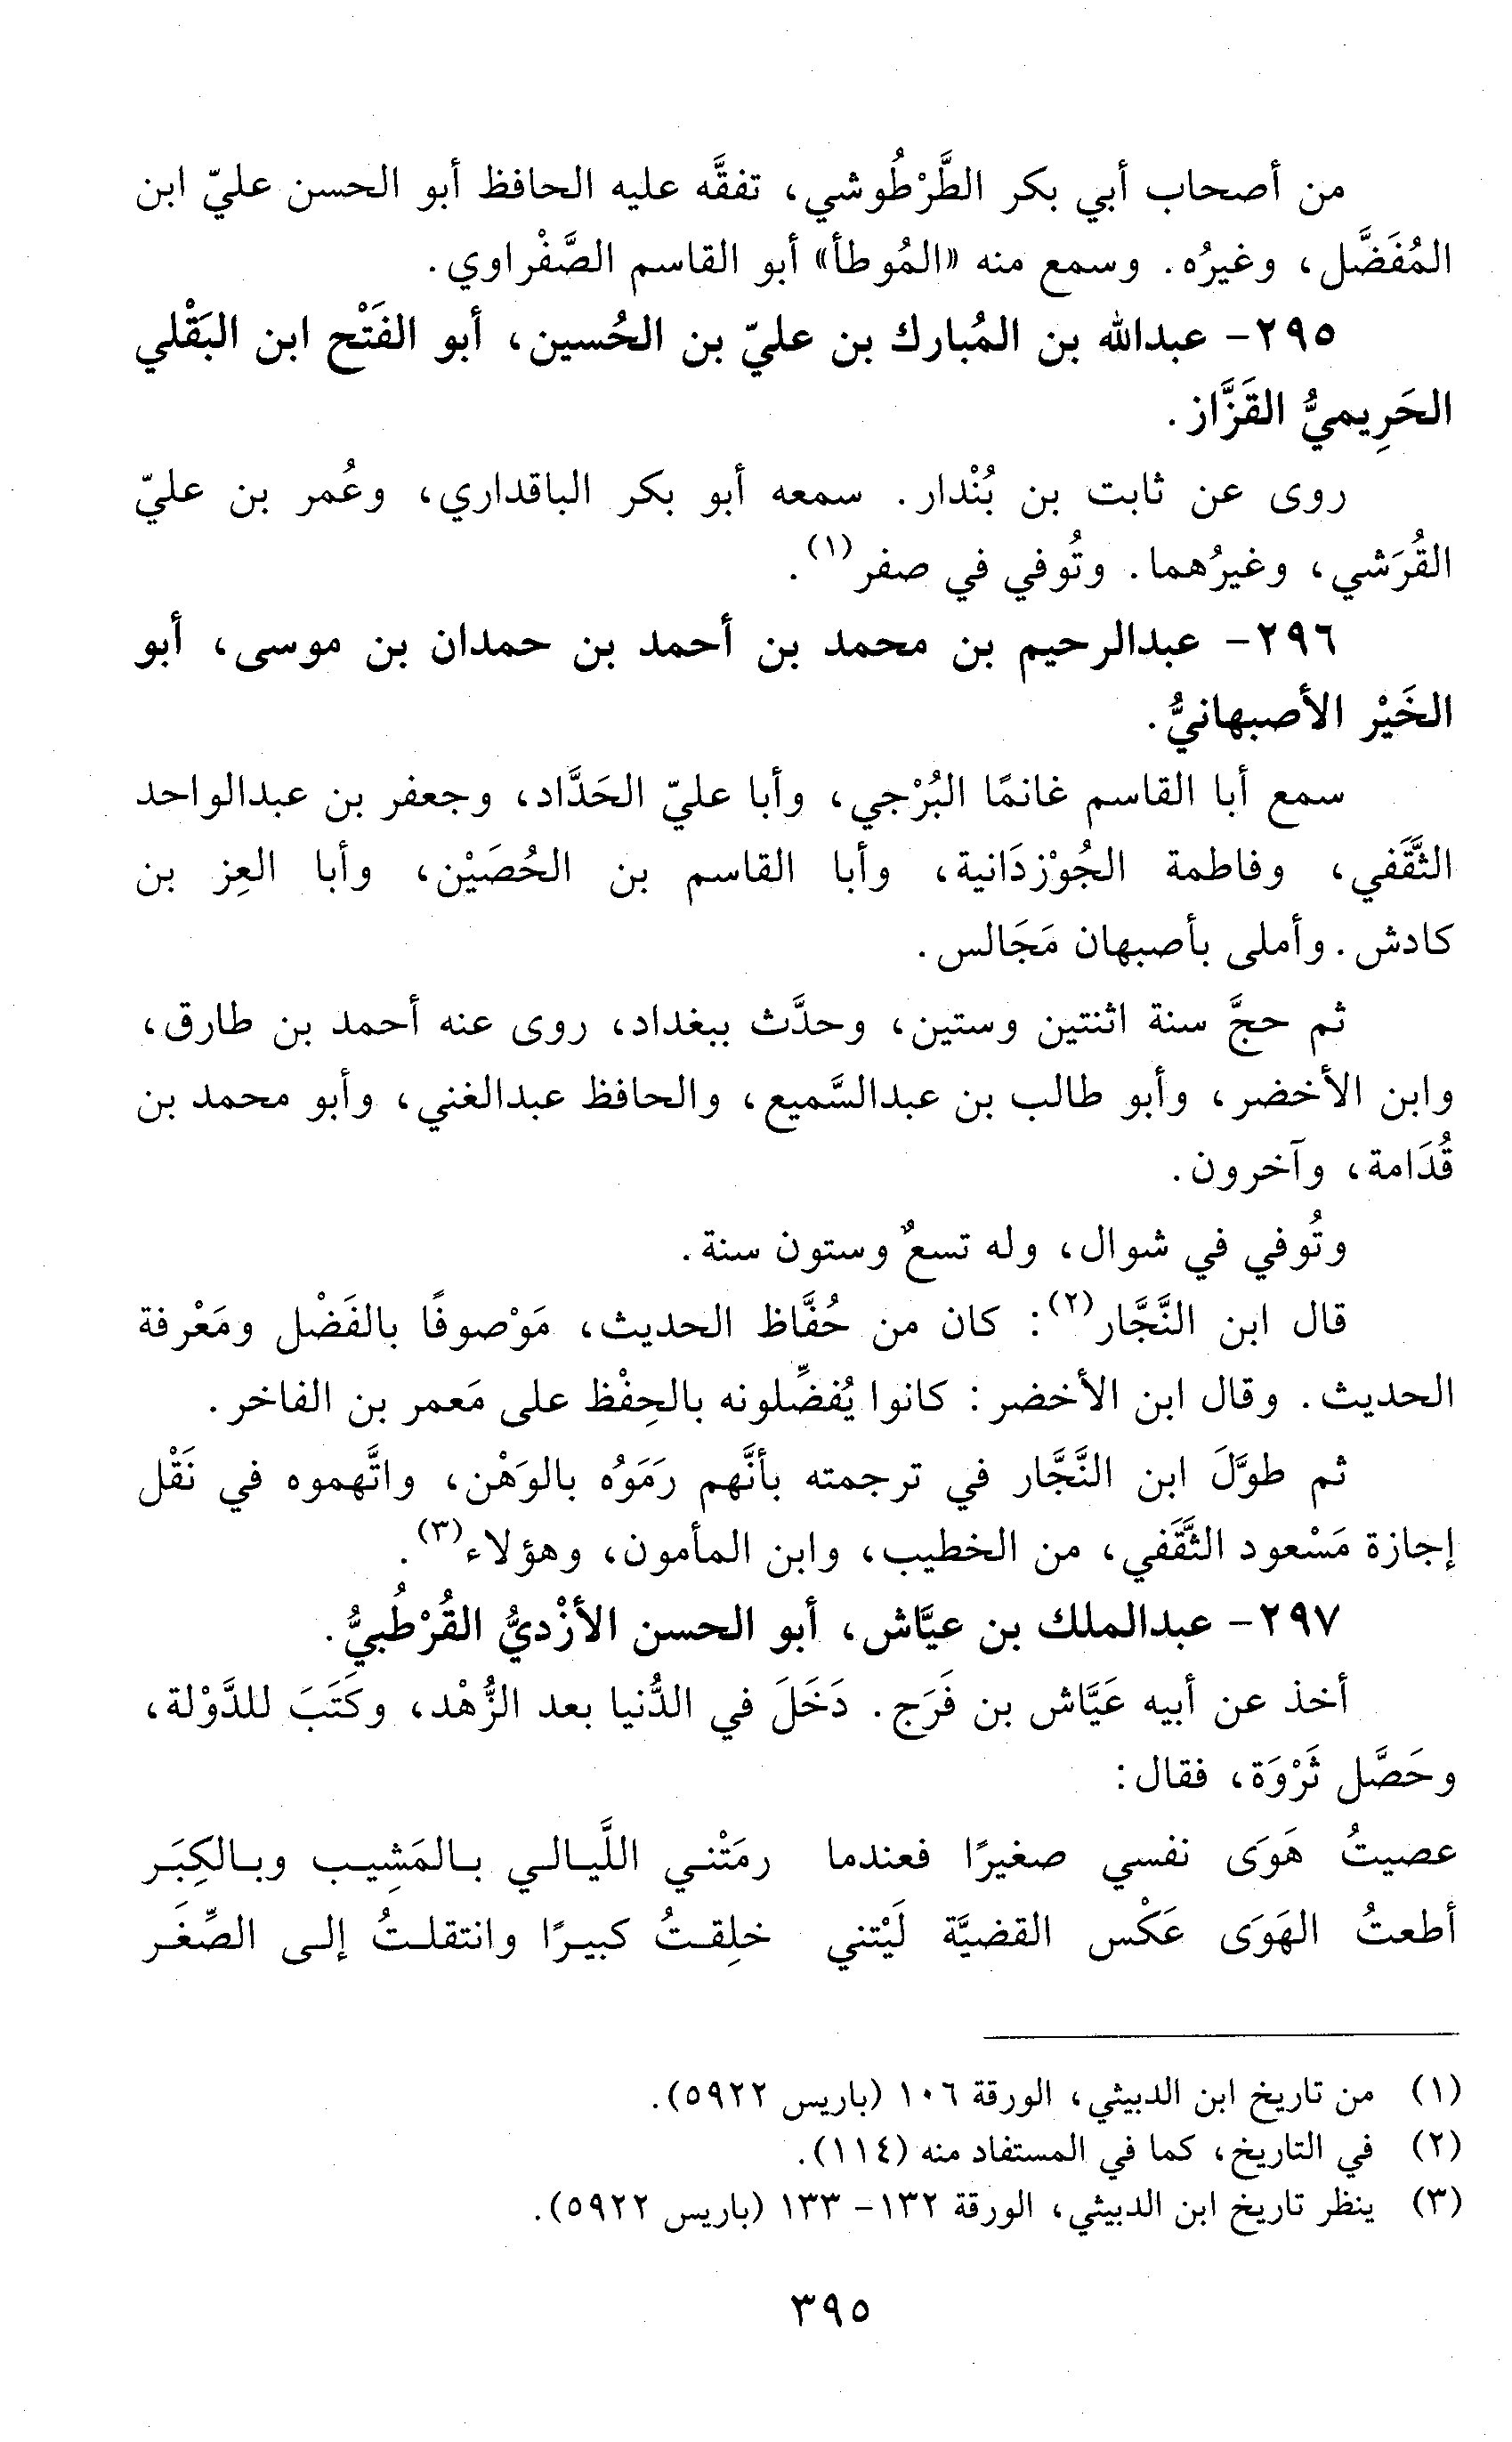 من أصحاب أبي بكر الطَّرْطُوشي، تفقَّه عليه الحافظ أبو الحسن عليّ ابن
المُفَضَّل، وغيرُه. وسمع منه «المُوطأ» أبو القاسم الصَّفْراوي.
٢٩٥- عبدالله بن المُبارك بن عليّ بن الحُسين، أبو الفَتْح ابن البَقْلي
الحَرِيميُّ القَزَّاز.
روى عن ثابت بن بُنْدار. سمعه أبو بكر الباقداري، وعُمر بن عليّ
القُرَشي، وغيرُهما. وتُوفي في صفر(١).
٢٩٦- عبدالرحيم بن محمد بن أحمد بن حمدان بن موسى، أبو
الخَيْر الأصبهانيُّ.
سمع أبا القاسم غانمًا البُرْجي، وأبا عليّ الحَدَّاد، وجعفر بن عبدالواحد
الثَّقَفي، وفاطمة الجُوْزدَانية، وأبا القاسم بن الحُصَيْن، وأبا العِز بن
كادش. وأملى بأصبهان مَجَالس.
ثم حجَّ سنة اثنتين وستين، وحدَّث ببغداد، روى عنه أحمد بن طارق،
وابن الأخضر، وأبو طالب بن عبدالسَّميع، والحافظ عبدالغني، وأبو محمد بن
قُدَامة، وآخرون.
وتُوفي في شوال، وله تسعٌ وستون سنة.
قال ابن النَّجَّار(٢): كان من حُفَّاظ الحديث، مَوْصوفًا بالفَضْل ومَعْرفة
الحديث. وقال ابن الأخضر: كانوا يُفضِّلونه بالحِفْظ على مَعمر بن الفاخر.
ثم طوَّلَ ابن النَّجَّار في ترجمته بأنَّهم رَمَوْه بالوَهْن، واتَّهموه في نَقْل
إجازة مَسْعود الثَّقَفي، من الخطيب، وابن المأمون، وهؤلاء(٣).
٢٩٧- عبدالملك بن عيَّاش، أبو الحسن الأزْديُّ القُرْطُبيُّ.
أخذ عن أبيه عَيَّاش بن فَرَج. دَخَلَ في الدُّنيا بعد الزُّهْد، وكَتَبَ للدَّوْلة،
وحَصَّل ثَرْوَة، فقال:
عصيتُ هَوَى نفسي صغيرًا فعندما رمَتْني اللَّيالي بالمَشِيب وبالكِبَر
أطعتُ الهَوَى عَكْس القضيَّة لَيْتني خلِقتُ كبيرًا وانتقلتُ إلى الصِّغَر
(١) من تاريخ ابن الدبيثي، الورقة ١٠٦ (باريس ٥٩٢٢).
(٢) في التاريخ، كما في المستفاد منه (١١٤).
(٣) ينظر تاريخ ابن الدبيثي، الورقة ١٣٢- ١٣٣ (باريس ٥٩٢٢).
٣٩٥